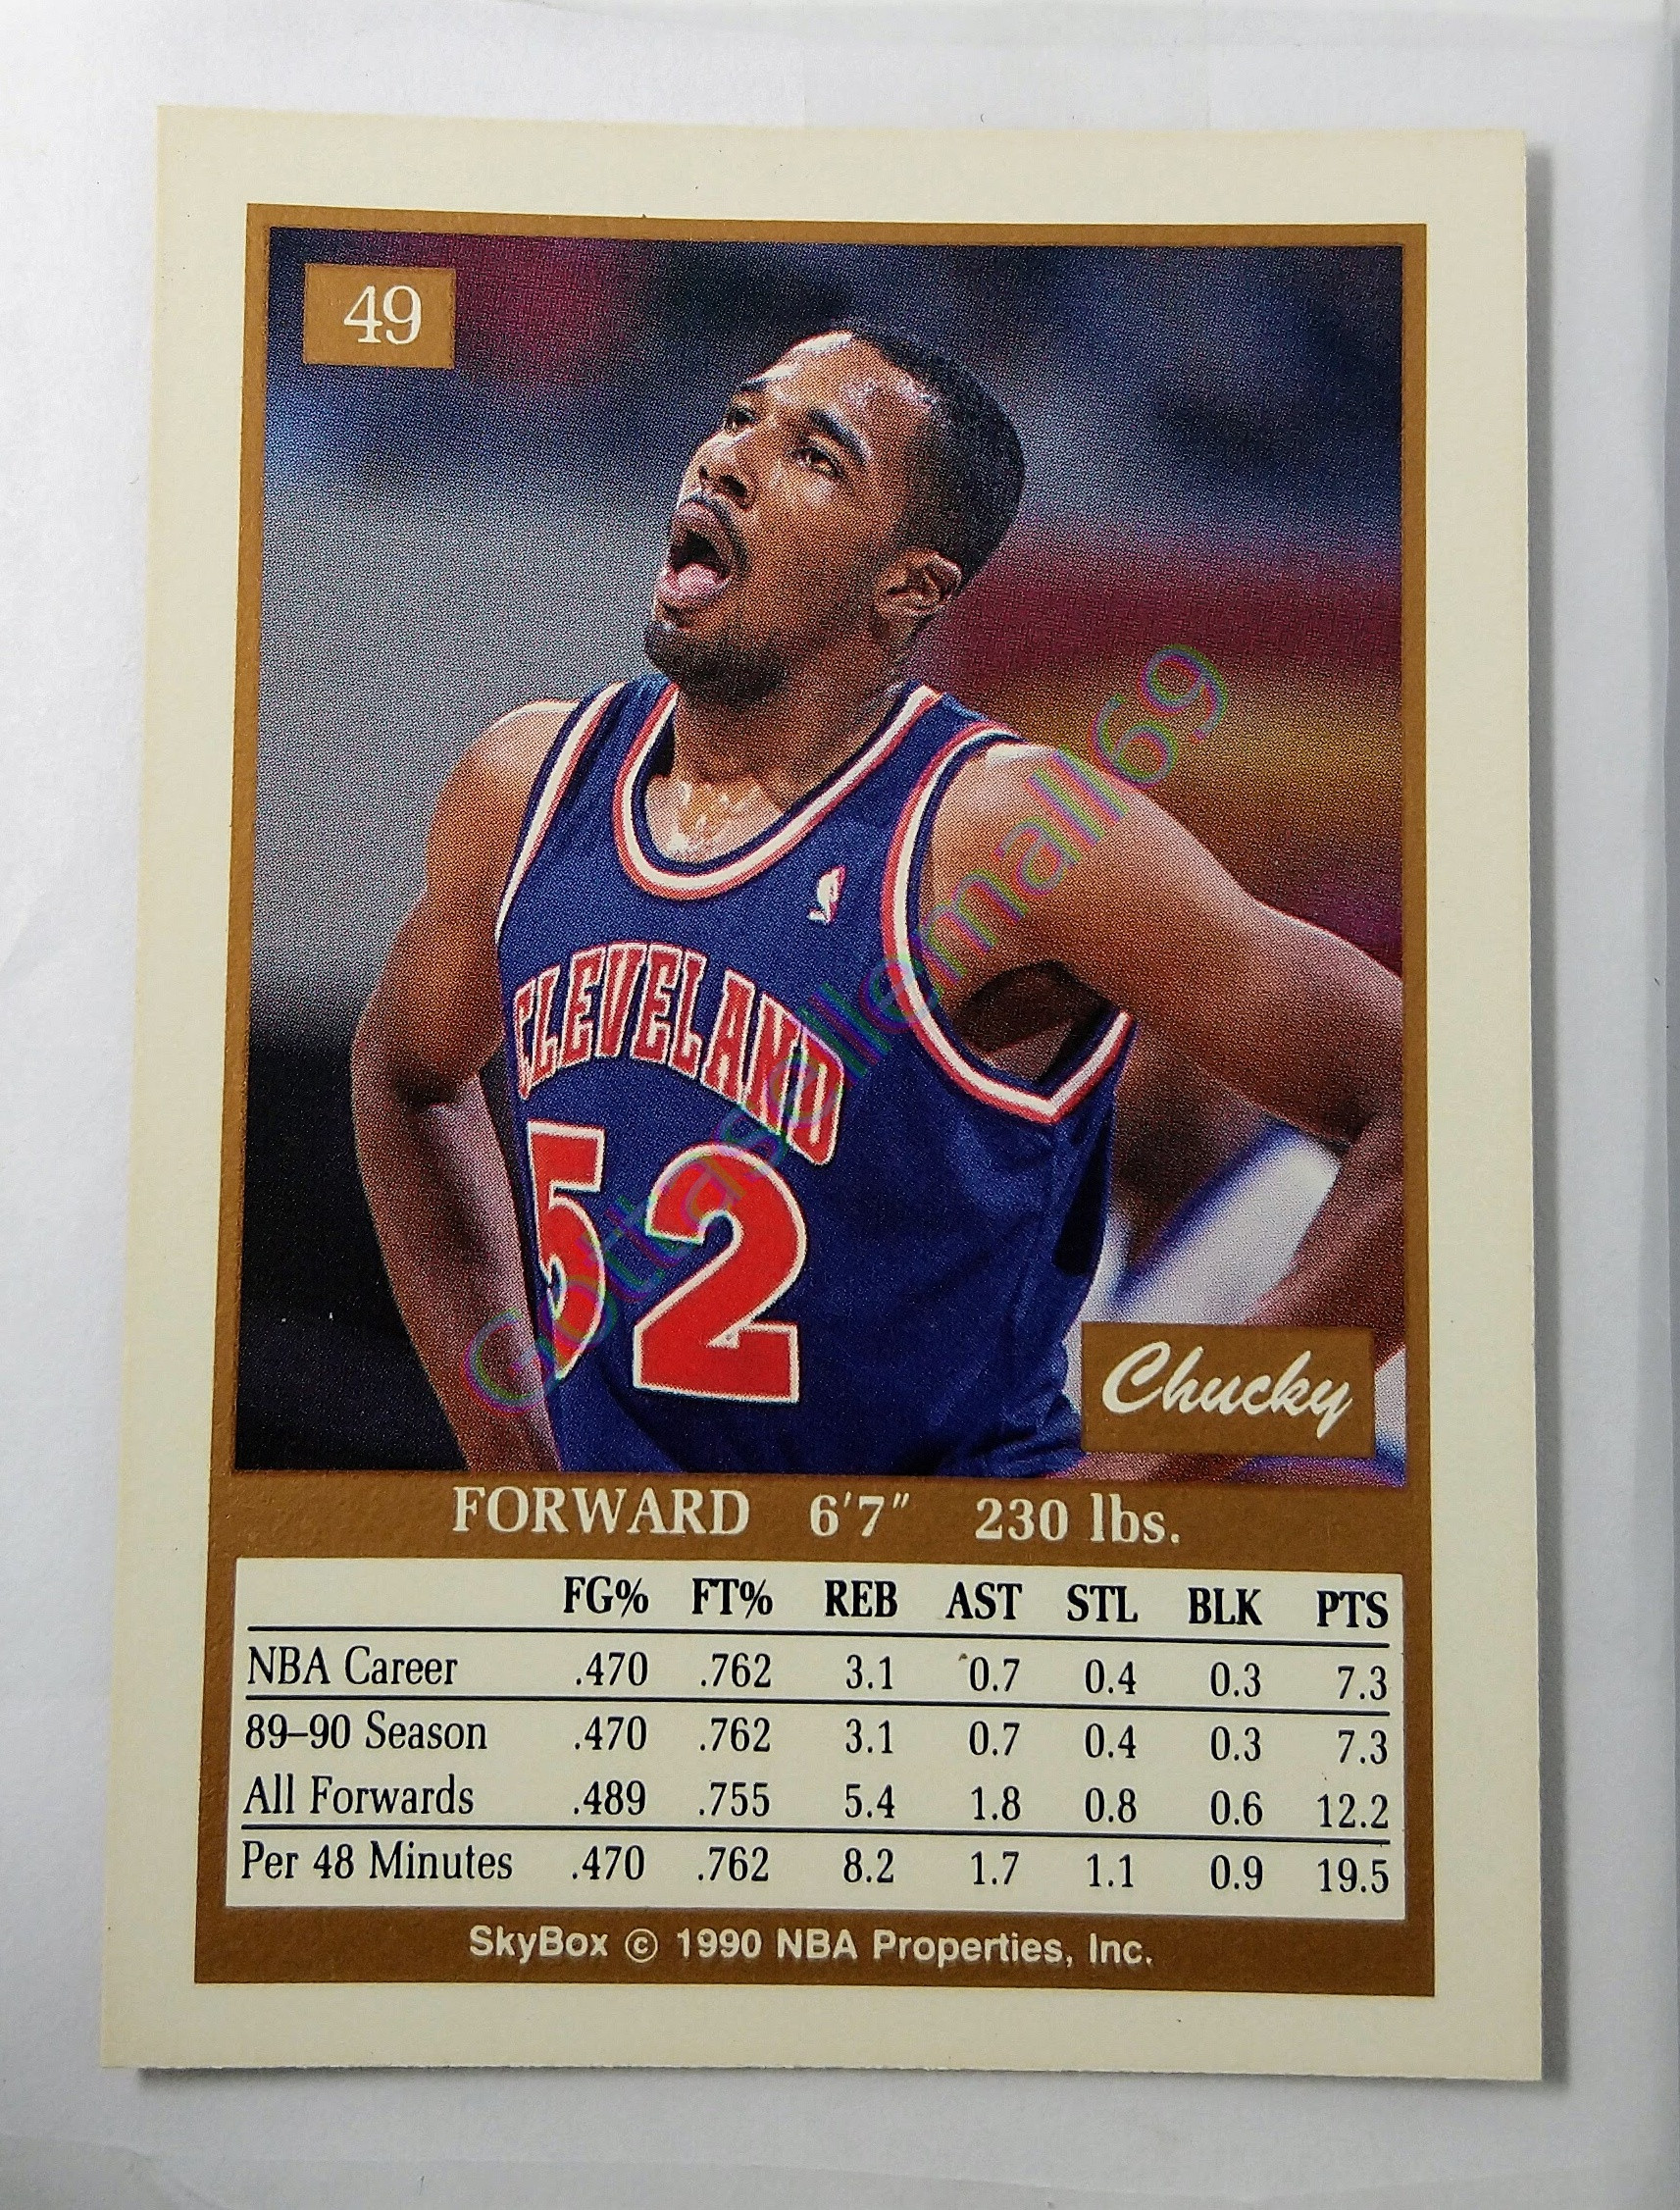 49
Gottasellemall69
CLEVELAND
52
Chucky
FORWARD 6'7" 230 lbs.
FG% FT% REB AST STL BLK PTS
NBA Career .470 .762 3.1 0.7 0.4 0.3 7.3
89–90 Season .470 .762 3.1 0.7 0.4 0.3 7.3
All Forwards .489 .755 5.4 1.8 0.8 0.6 12.2
Per 48 Minutes .470 .762 8.2 1.7 1.1 0.9 19.5
SkyBox © 1990 NBA Properties, Inc.